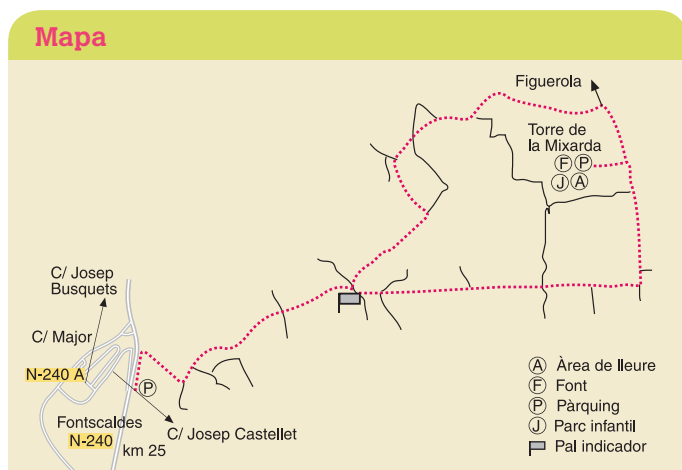 Mapa
Figuerola
Torre de
la Mixarda
F P
J A
C/ Josep
Busquets
C/ Major
N-240 A
P
Fontscaldes
N-240
km 25
C/ Josep Castellet
A Àrea de lleure
F Font
P Pàrquing
J Parc infantil
Pal indicador